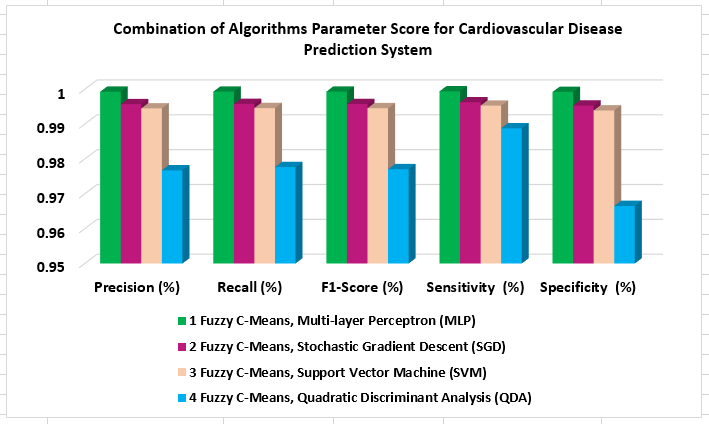 Combination of Algorithms Parameter Score for Cardiovascular Disease
Prediction System
1
0.99
0.98
0.97
0.96
0.95
Precision (%)
Recall (%)
F1-Score (%)
Sensitivity (%)
Specificity (%)
1 Fuzzy C-Means, Multi-layer Perceptron (MLP)
2 Fuzzy C-Means, Stochastic Gradient Descent (SGD)
3 Fuzzy C-Means, Support Vector Machine (SVM)
4 Fuzzy C-Means, Quadratic Discriminant Analysis (QDA)